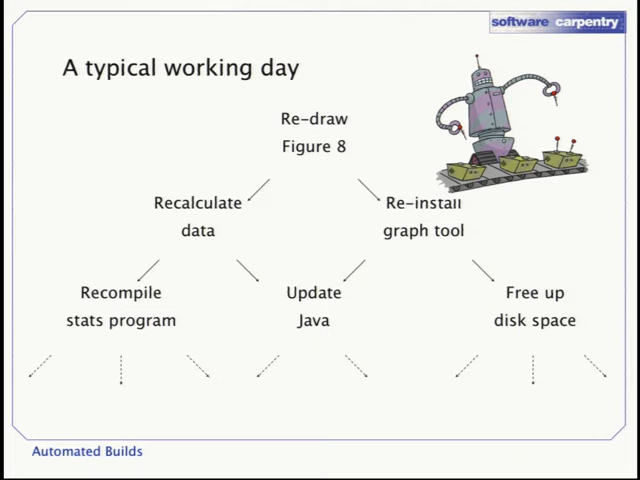 software carpentry
A typical working day
Re-draw
Figure 8
Recalculate
data
Re-install
graph tool
Recompile
stats program
Update
Java
Free up
disk space
Automated Builds